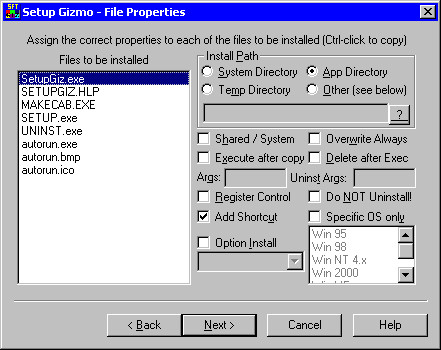 Setup Gizmo - File Properties
Assign the correct properties to each of the files to be installed (Ctrl-click to copy)
Files to be installed
SetupGiz.exe
SETUPGIZ.HLP
MAKECAB.EXE
SETUP.exe
UNINST.exe
autorun.exe
autorun.bmp
autorun.ico
Install Path
System Directory
App Directory
Temp Directory
Other (see below)
?
Shared / System
Overwrite Always
Execute after copy
Delete after Exec
Args:
Uninst Args:
Register Control
Do NOT Uninstall!
Add Shortcut
Specific OS only
Option Install
Win 95
Win 98
Win NT 4.x
Win 2000
< Back
Next >
Cancel
Help